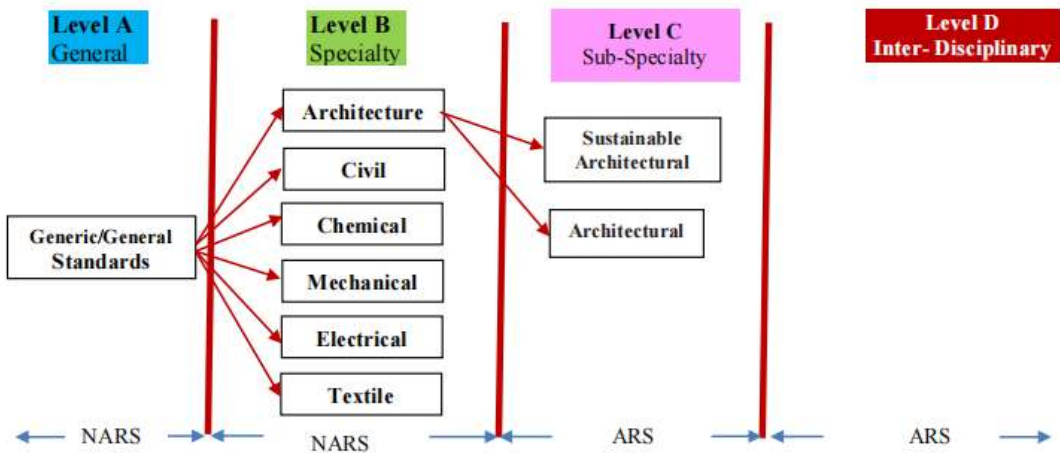 Level A
General
Level B
Specialty
Level C
Sub-Specialty
Level D
Inter- Disciplinary
Generic/General
Standards
Architecture
Civil
Chemical
Mechanical
Electrical
Textile
Sustainable
Architectural
Architectural
NARS
NARS
ARS
ARS